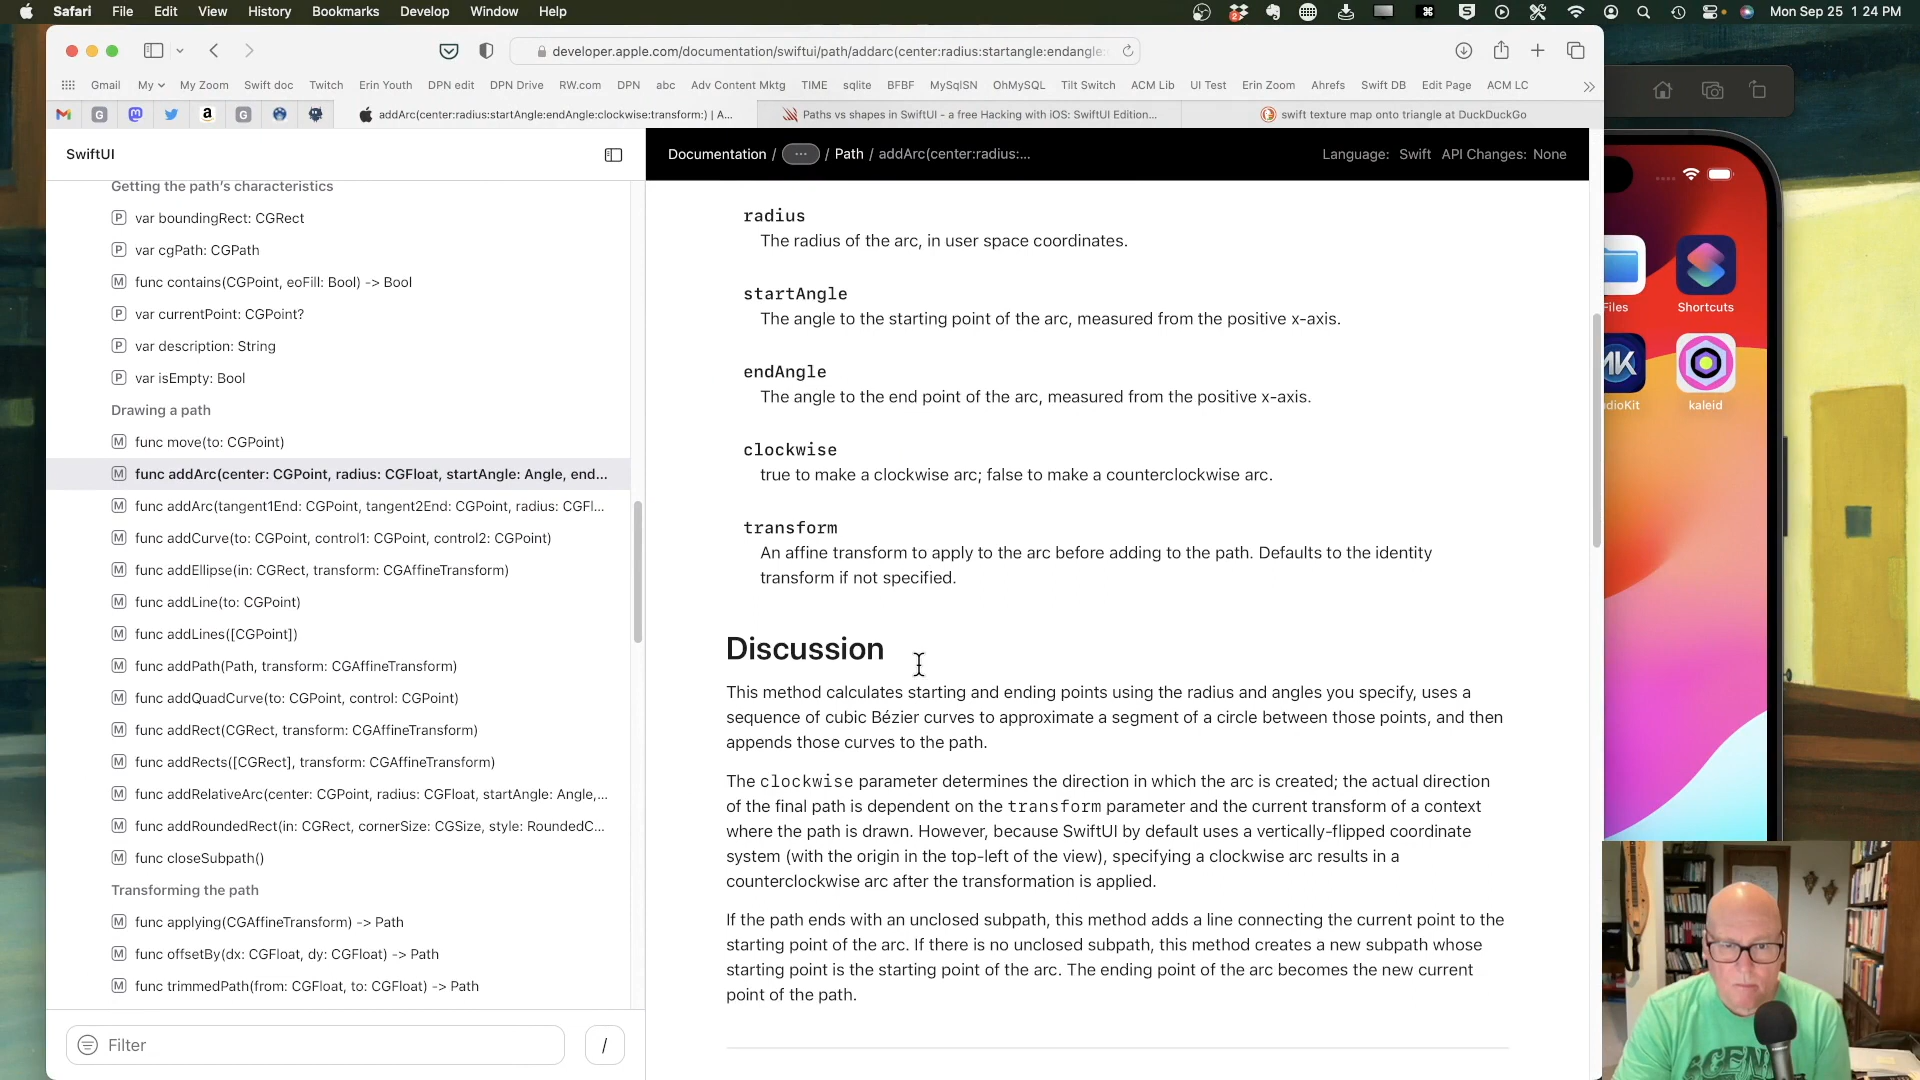 Safari File Edit View History Bookmarks Develop Window Help
Mon Sep 25 1 24 PM
developer.apple.com/documentation/swiftui/path/addarc(center:radius:startangle:endangle:
Gmail My My Zoom Swift doc Twitch Erin Youth DPN edit DPN Drive RW.com DPN abc Adv Content Mktg TIME sqlite BFBF MySqlSN OhMySQL Tilt Switch ACM Lib UI Test Erin Zoom Ahrefs Swift DB Edit Page ACM LC
addArc(center:radius:startAngle:endAngle:clockwise:transform:) | A...
Paths vs shapes in SwiftUI - a free Hacking with iOS: SwiftUI Edition...
swift texture map onto triangle at DuckDuckGo
SwiftUI
Documentation / ... / Path / addArc(center:radius:...
Language: Swift API Changes: None
Getting the path's characteristics
P var boundingRect: CGRect
P var cgPath: CGPath
M func contains(CGPoint, eoFill: Bool) -> Bool
P var currentPoint: CGPoint?
P var description: String
P var isEmpty: Bool
Drawing a path
M func move(to: CGPoint)
M func addArc(center: CGPoint, radius: CGFloat, startAngle: Angle, end...
M func addArc(tangent1End: CGPoint, tangent2End: CGPoint, radius: CGFl...
M func addCurve(to: CGPoint, control1: CGPoint, control2: CGPoint)
M func addEllipse(in: CGRect, transform: CGAffineTransform)
M func addLine(to: CGPoint)
M func addLines([CGPoint])
M func addPath(Path, transform: CGAffineTransform)
M func addQuadCurve(to: CGPoint, control: CGPoint)
M func addRect(CGRect, transform: CGAffineTransform)
M func addRects([CGRect], transform: CGAffineTransform)
M func addRelativeArc(center: CGPoint, radius: CGFloat, startAngle: Angle,...
M func addRoundedRect(in: CGRect, cornerSize: CGSize, style: RoundedC...
M func closeSubpath()
Transforming the path
M func applying(CGAffineTransform) -> Path
M func offsetBy(dx: CGFloat, dy: CGFloat) -> Path
M func trimmedPath(from: CGFloat, to: CGFloat) -> Path
Filter
/
radius
The radius of the arc, in user space coordinates.
startAngle
The angle to the starting point of the arc, measured from the positive x-axis.
endAngle
The angle to the end point of the arc, measured from the positive x-axis.
clockwise
true to make a clockwise arc; false to make a counterclockwise arc.
transform
An affine transform to apply to the arc before adding to the path. Defaults to the identity
transform if not specified.
Discussion
This method calculates starting and ending points using the radius and angles you specify, uses a
sequence of cubic Bézier curves to approximate a segment of a circle between those points, and then
appends those curves to the path.
The clockwise parameter determines the direction in which the arc is created; the actual direction
of the final path is dependent on the transform parameter and the current transform of a context
where the path is drawn. However, because SwiftUI by default uses a vertically-flipped coordinate
system (with the origin in the top-left of the view), specifying a clockwise arc results in a
counterclockwise arc after the transformation is applied.
If the path ends with an unclosed subpath, this method adds a line connecting the current point to the
starting point of the arc. If there is no unclosed subpath, this method creates a new subpath whose
starting point is the starting point of the arc. The ending point of the arc becomes the new current
point of the path.
Files
Shortcuts
dioKit
kaleid